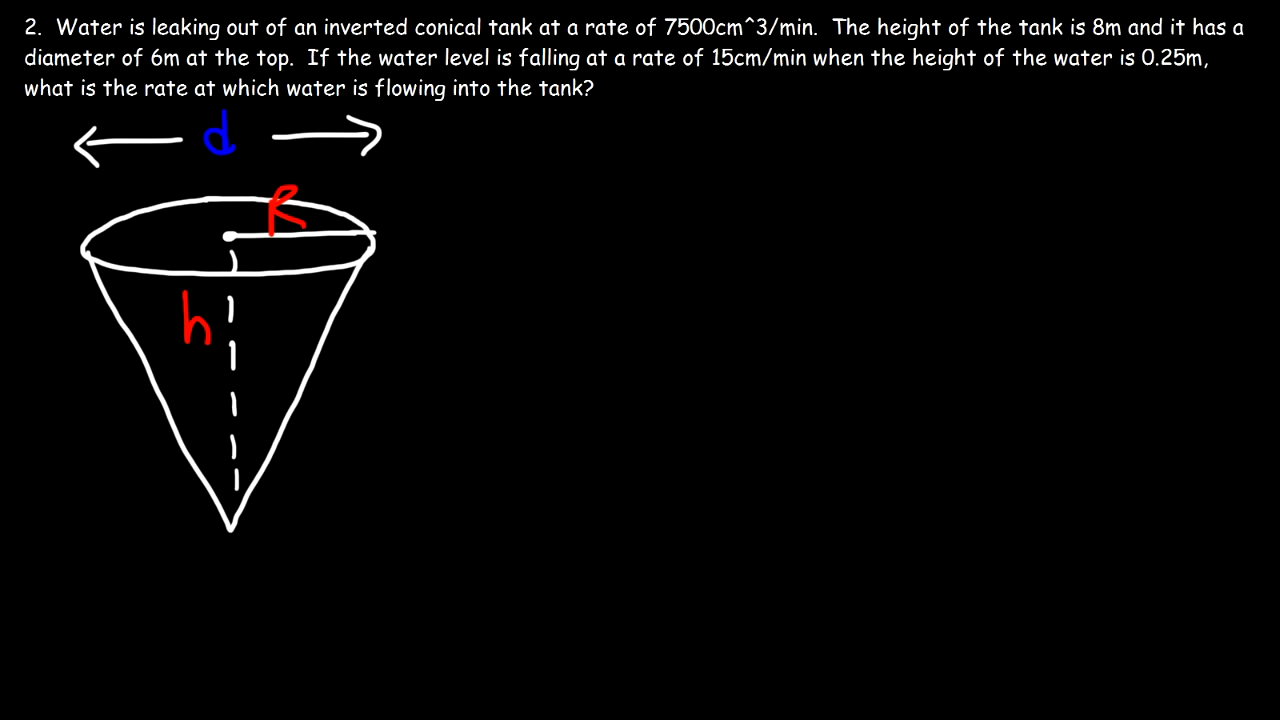 2. Water is leaking out of an inverted conical tank at a rate of 7500cm^3/min. The height of the tank is 8m and it has a
diameter of 6m at the top. If the water level is falling at a rate of 15cm/min when the height of the water is 0.25m,
what is the rate at which water is flowing into the tank?
d
R
h